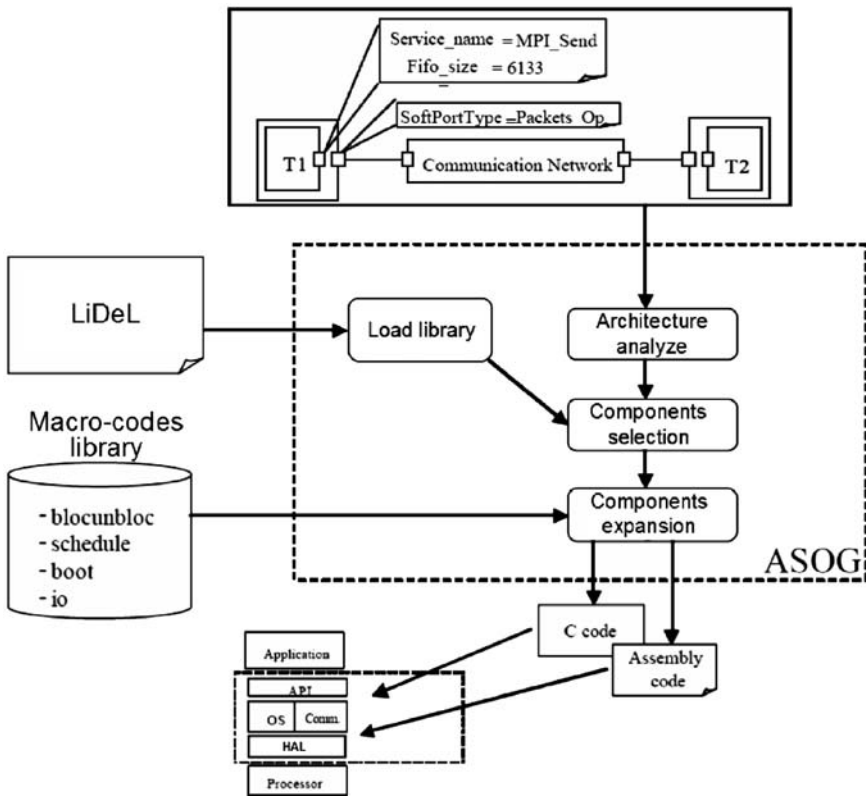 Service_name = MPI_Send
Fifo_size = 6133
SoftPortType =Packets_Op
T1
Communication Network
T2
LiDeL
Load library
Architecture
analyze
Components
selection
Macro-codes
library
- blocunbloc
- schedule
- boot
- io
Components
expansion
ASOG
C code
Assembly
code
Application
API
OS
Comm.
HAL
Processor